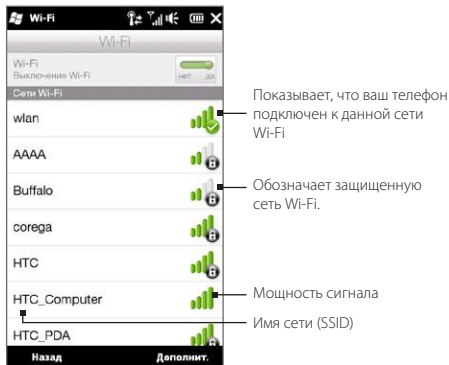 Wi-Fi
Wi-Fi
Wi-Fi
Выключение Wi-Fi
нет да
Сети Wi-Fi
wlan
AAAA
Buffalo
corega
HTC
HTC_Computer
HTC_PDA
Назад Дополнит.
Показывает, что ваш телефон
подключен к данной сети
Wi-Fi
Обозначает защищенную
сеть Wi-Fi.
Мощность сигнала
Имя сети (SSID)